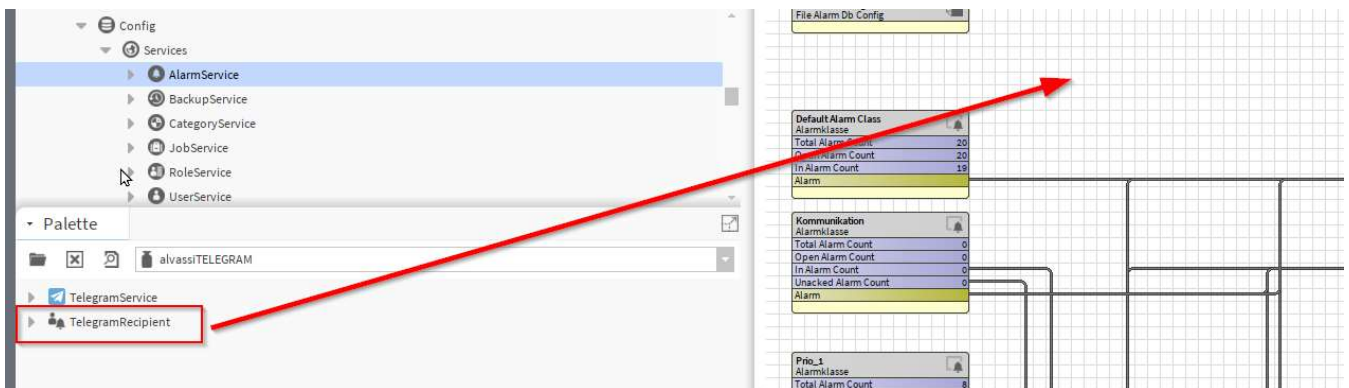 Config
Services
AlarmService
BackupService
CategoryService
JobService
RoleService
UserService
Palette
alvassiTELEGRAM
TelegramService
TelegramRecipient
File Alarm Db Config
Default Alarm Class
Alarmklasse
Total Alarm Count 20
Open Alarm Count 20
In Alarm Count 19
Alarm
Kommunikation
Alarmklasse
Total Alarm Count 0
Open Alarm Count 0
In Alarm Count 0
Unacked Alarm Count 0
Alarm
Prio_1
Alarmklasse
Total Alarm Count 8